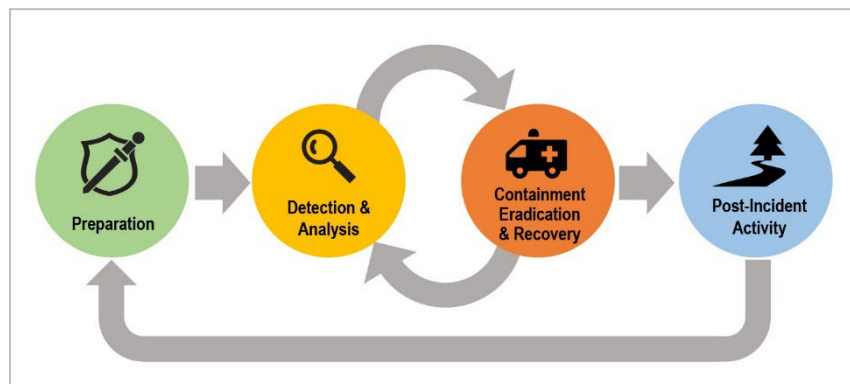 Preparation
Detection &
Analysis
Containment
Eradication
& Recovery
Post-Incident
Activity